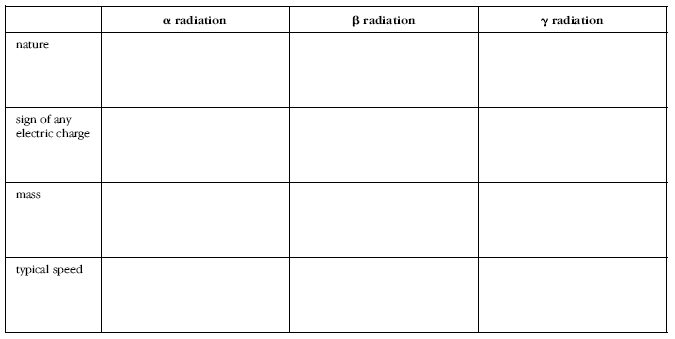 α radiation β radiation γ radiation
nature
sign of any
electric charge
mass
typical speed